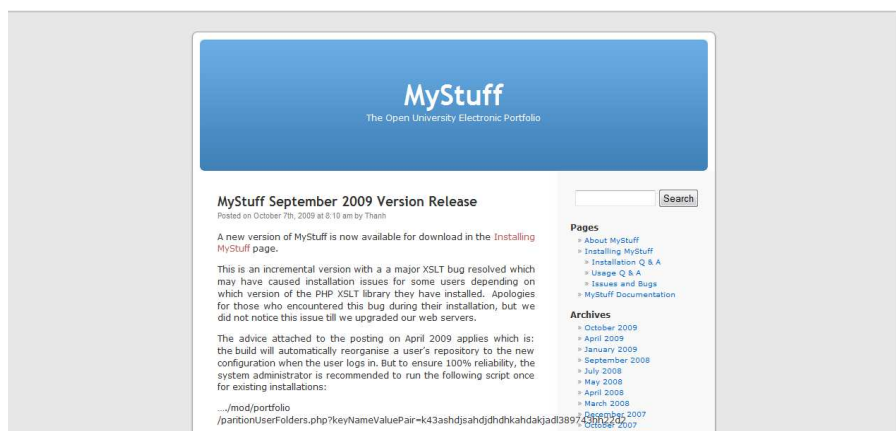 MyStuff
The Open University Electronic Portfolio
MyStuff September 2009 Version Release
Posted on October 7th, 2009 at 8:10 am by Thanh
A new version of MyStuff is now available for download in the Installing
MyStuff page.
This is an incremental version with a a major XSLT bug resolved which
may have caused installation issues for some users depending on
which version of the PHP XSLT library they have installed. Apologies
for those who encountered this bug during their installation, but we
did not notice this issue till we upgraded our web servers.
The advice attached to the posting on April 2009 applies which is:
the build will automatically reorganise a user's repository to the new
configuration when the user logs in. But to ensure 100% reliability, the
system administrator is recommended to run the following script once
for existing installations:
..../mod/portfolio
Search
Pages
» About MyStuff
» Installing MyStuff
» Installation Q & A
» Usage Q & A
» Issues and Bugs
» MyStuff Documentation
Archives
» October 2009
» April 2009
» January 2009
» September 2008
» July 2008
» May 2008
» April 2008
» March 2008
» December 2007
» October 2007